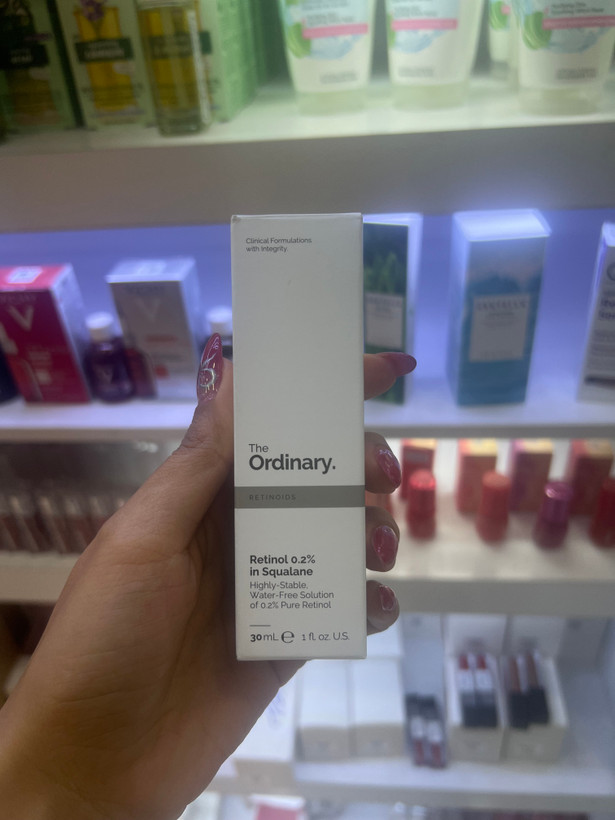 Clinical Formulations
with Integrity.
The
Ordinary.
RETINOIDS
Retinol 0.2%
in Squalane
Highly-Stable,
Water-Free Solution
of 0.2% Pure Retinol
30 mL ℮ 1 fl. oz. U.S.